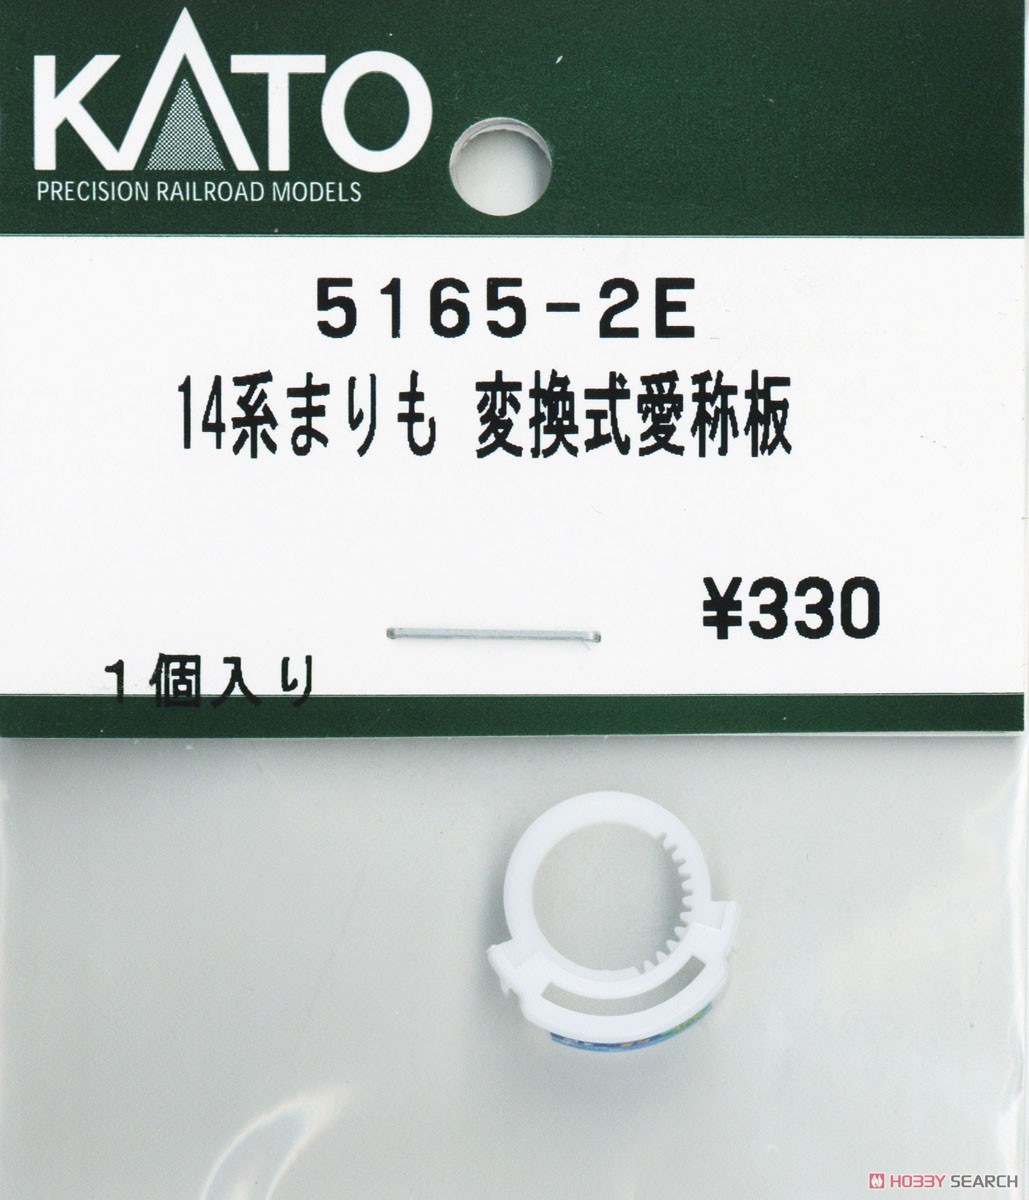 KATO
PRECISION RAILROAD MODELS
5165-2E
14系まりも 変換式愛称板
¥330
1個入り
HOBBY SEARCH